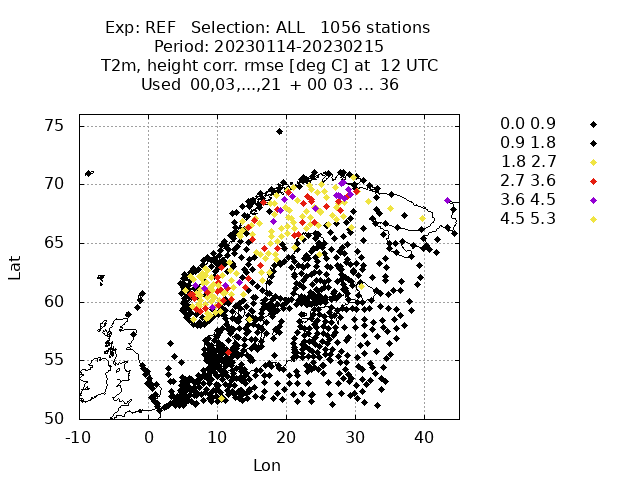 Exp: REF   Selection: ALL   1056 stations
Period: 20230114-20230215
T2m, height corr. rmse [deg C] at  12 UTC
Used  00,03,...,21  + 00 03 ... 36
0.0 0.9
0.9 1.8
1.8 2.7
2.7 3.6
3.6 4.5
4.5 5.3
75
70
65
60
55
50
Lat
-10 0 10 20 30 40
Lon